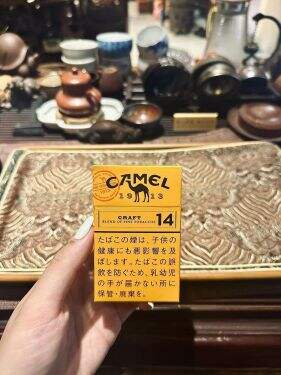 CAMEL
1913
CRAFT 14
BLEND OF FINE TOBACCOS
たばこの煙は、子供の
健康にも悪影響を及
ぼします。たばこの誤
飲を防ぐため、乳幼児
の手が届かない所に
保管・廃棄を。